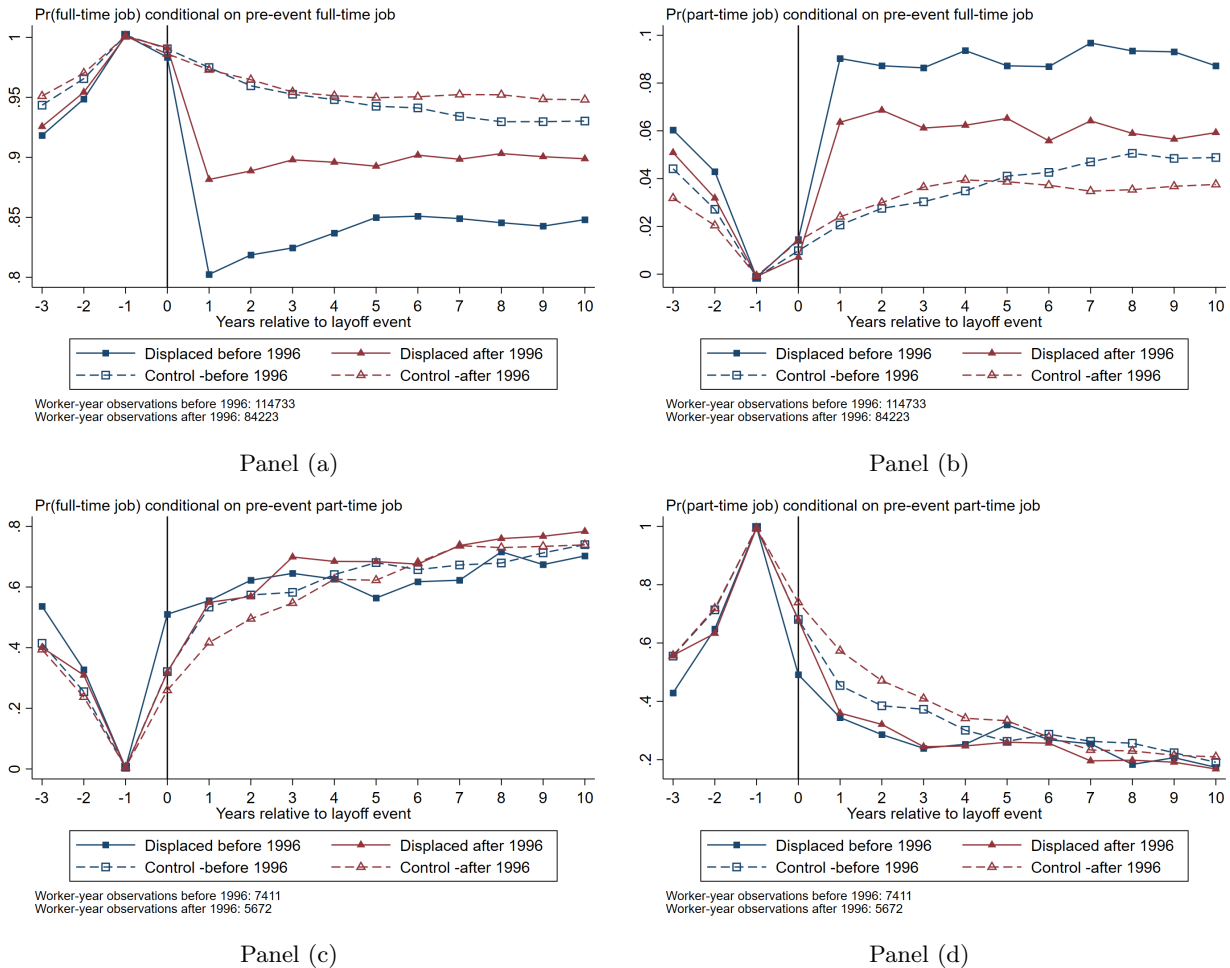 Pr(full-time job) conditional on pre-event full-time job
1
.95
.9
.85
.8
-3 -2 -1 0 1 2 3 4 5 6 7 8 9 10
Years relative to layoff event
Displaced before 1996 Displaced after 1996
Control -before 1996 Control -after 1996
Worker-year observations before 1996: 114733
Worker-year observations after 1996: 84223
Panel (a)
Pr(part-time job) conditional on pre-event full-time job
.1
.08
.06
.04
.02
0
-3 -2 -1 0 1 2 3 4 5 6 7 8 9 10
Years relative to layoff event
Displaced before 1996 Displaced after 1996
Control -before 1996 Control -after 1996
Worker-year observations before 1996: 114733
Worker-year observations after 1996: 84223
Panel (b)
Pr(full-time job) conditional on pre-event part-time job
.8
.6
.4
.2
0
-3 -2 -1 0 1 2 3 4 5 6 7 8 9 10
Years relative to layoff event
Displaced before 1996 Displaced after 1996
Control -before 1996 Control -after 1996
Worker-year observations before 1996: 7411
Worker-year observations after 1996: 5672
Panel (c)
Pr(part-time job) conditional on pre-event part-time job
1
.8
.6
.4
.2
-3 -2 -1 0 1 2 3 4 5 6 7 8 9 10
Years relative to layoff event
Displaced before 1996 Displaced after 1996
Control -before 1996 Control -after 1996
Worker-year observations before 1996: 7411
Worker-year observations after 1996: 5672
Panel (d)